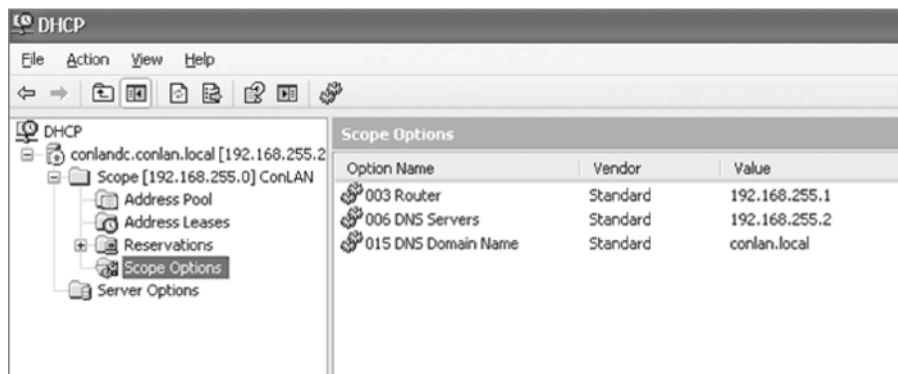 DHCP
File Action View Help
DHCP
conlandc.conlan.local [192.168.255.2
Scope [192.168.255.0] ConLAN
Address Pool
Address Leases
Reservations
Scope Options
Server Options
Scope Options
Option Name Vendor Value
003 Router Standard 192.168.255.1
006 DNS Servers Standard 192.168.255.2
015 DNS Domain Name Standard conlan.local